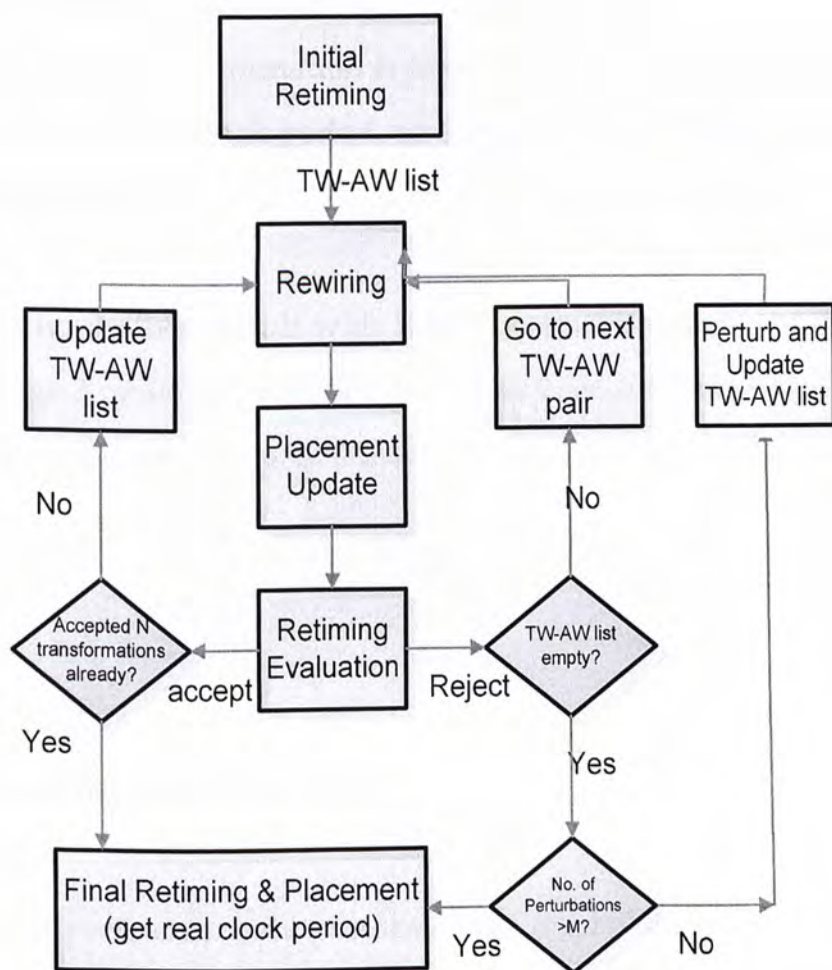 Initial
Retiming
TW-AW list
Rewiring
Update
TW-AW
list
Go to next
TW-AW
pair
Perturb and
Update
TW-AW list
Placement
Update
No
No
Accepted N
transformations
already?
Retiming
Evaluation
TW-AW list
empty?
accept
Reject
Yes
Yes
Final Retiming & Placement
(get real clock period)
No. of
Perturbations
>M?
Yes
No